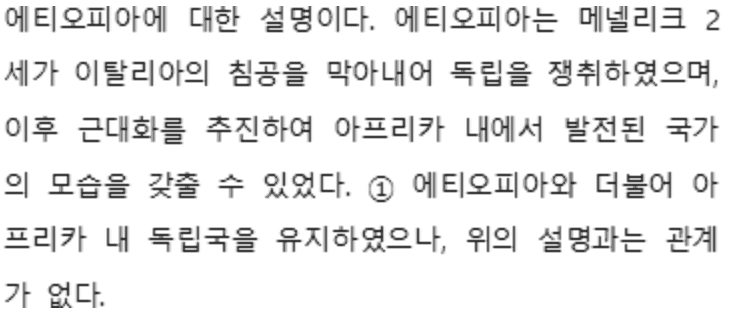 에티오피아에 대한 설명이다. 에티오피아는 메넬리크 2
세가 이탈리아의 침공을 막아내어 독립을 쟁취하였으며,
이후 근대화를 추진하여 아프리카 내에서 발전된 국가
의 모습을 갖출 수 있었다. ① 에티오피아와 더불어 아
프리카 내 독립국을 유지하였으나, 위의 설명과는 관계
가 없다.